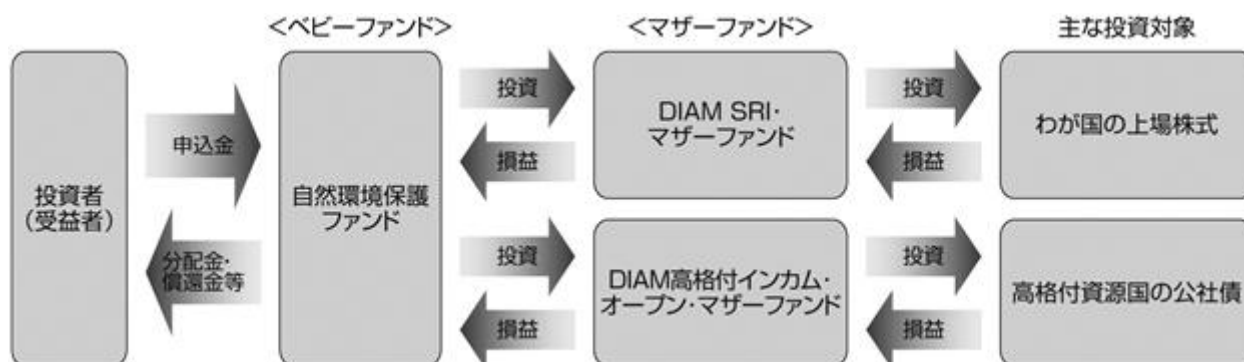 ＜ベビーファンド＞
＜マザーファンド＞
主な投資対象
投資者
（受益者）
申込金
分配金・
償還金等
自然環境保護
ファンド
投資
損益
DIAM SRI・
マザーファンド
投資
損益
わが国の上場株式
投資
損益
DIAM高格付インカム・
オープン・マザーファンド
投資
損益
高格付資源国の公社債